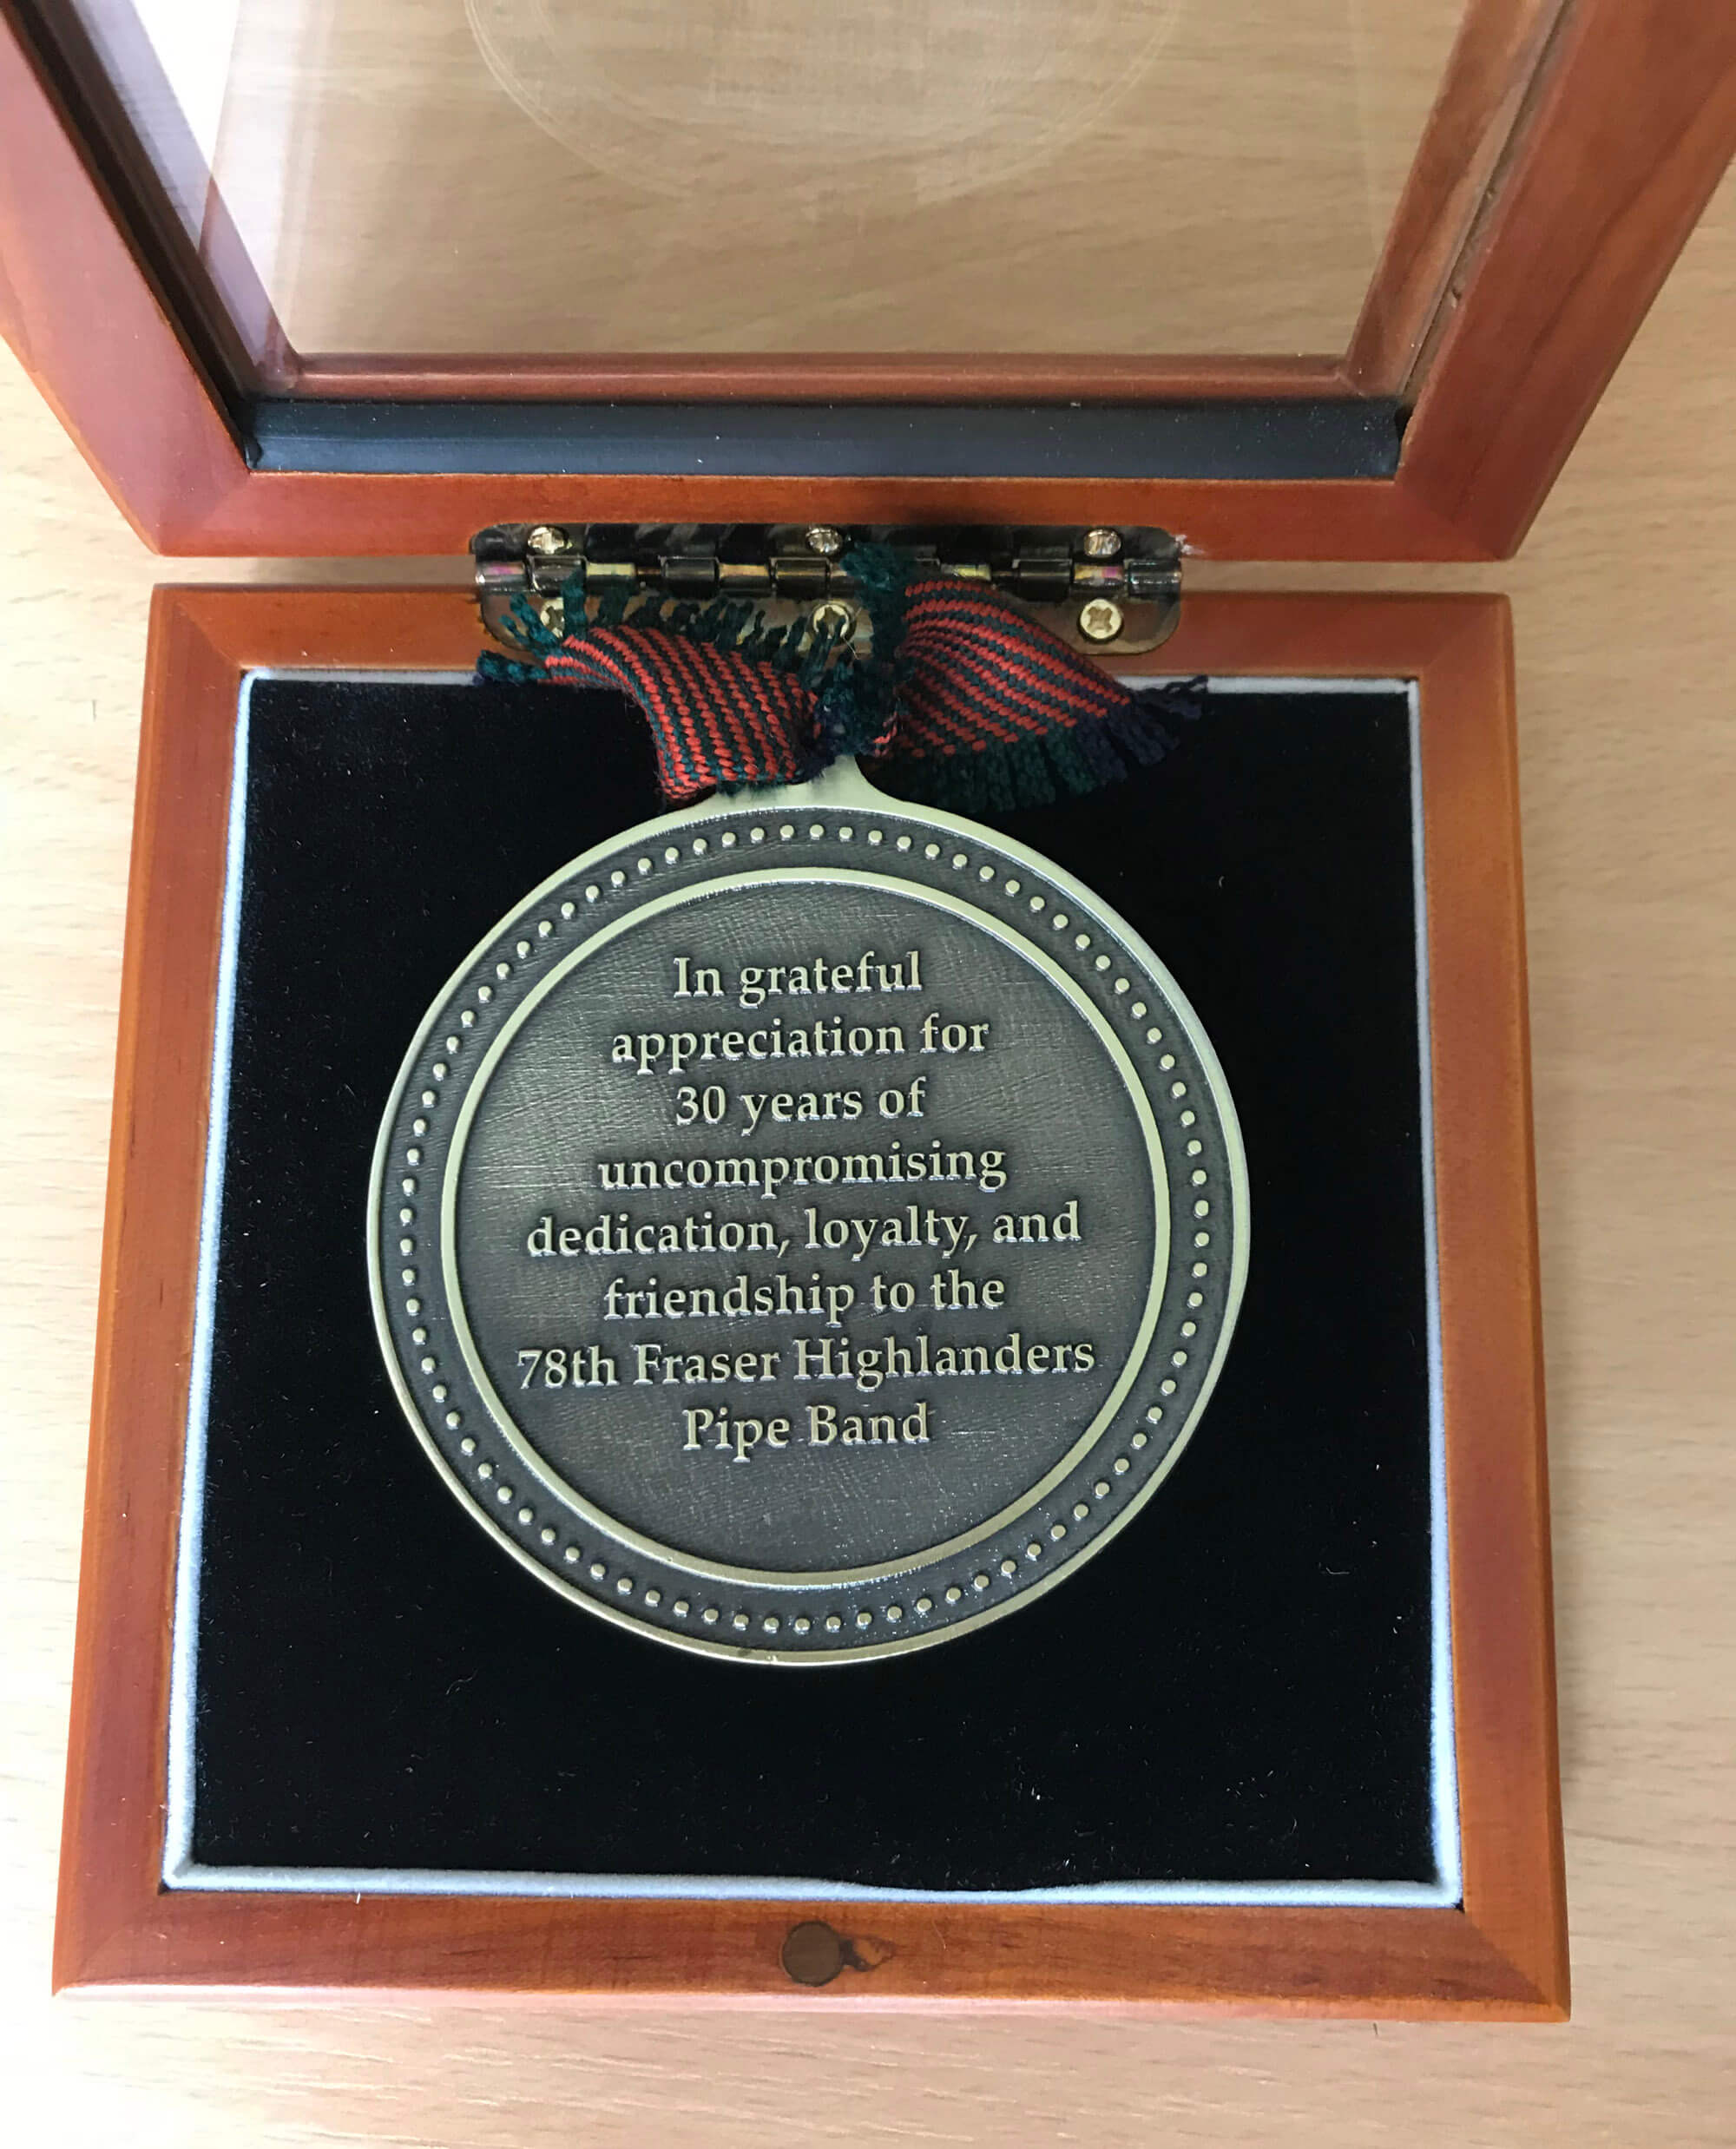 In grateful
appreciation for
30 years of
uncompromising
dedication, loyalty, and
friendship to the
78th Fraser Highlanders
Pipe Band